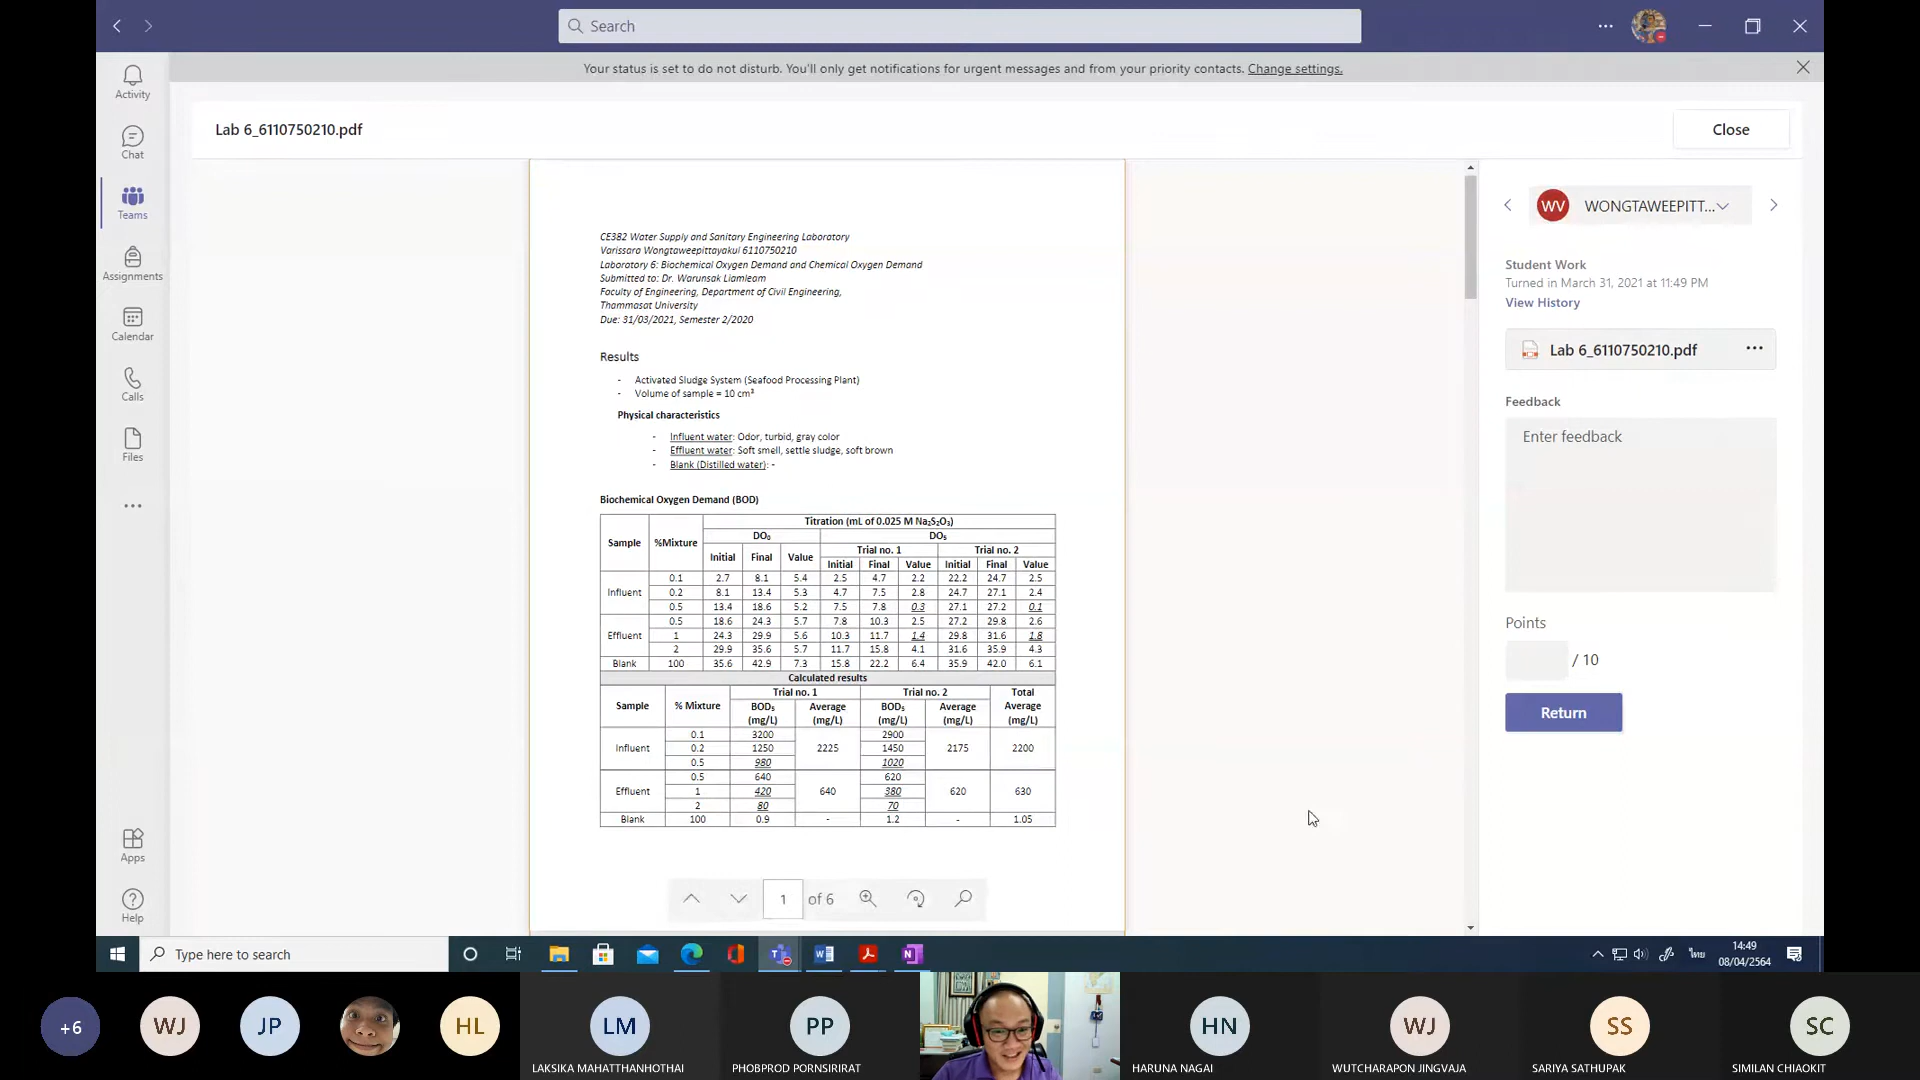 Search
Your status is set to do not disturb. You'll only get notifications for urgent messages and from your priority contacts. Change settings.
Activity
Chat
Teams
Assignments
Calendar
Calls
Files
Apps
Help
Lab 6_6110750210.pdf
Close
CE382 Water Supply and Sanitary Engineering Laboratory
Varissara Wongtaweepittayakul 6110750210
Laboratory 6: Biochemical Oxygen Demand and Chemical Oxygen Demand
Submitted to: Dr. Warunsak Liamleam
Faculty of Engineering, Department of Civil Engineering,
Thammasat University
Due: 31/03/2021, Semester 2/2020
Results
- Activated Sludge System (Seafood Processing Plant)
- Volume of sample = 10 cm³
Physical characteristics
- Influent water: Odor, turbid, gray color
- Effluent water: Soft smell, settle sludge, soft brown
- Blank (Distilled water): -
Biochemical Oxygen Demand (BOD)
Sample %Mixture Titration (mL of 0.025 M Na₂S₂O₃)
DO₀ DO₅
Initial Final Value Trial no. 1 Trial no. 2
Initial Final Value Initial Final Value
Influent 0.1 2.7 8.1 5.4 2.5 4.7 2.2 22.2 24.7 2.5
0.2 8.1 13.4 5.3 4.7 7.5 2.8 24.7 27.1 2.4
0.5 13.4 18.6 5.2 7.5 7.8 0.3 27.1 27.2 0.1
Effluent 0.5 18.6 24.3 5.7 7.8 10.3 2.5 27.2 29.8 2.6
1 24.3 29.9 5.6 10.3 11.7 1.4 29.8 31.6 1.8
2 29.9 35.6 5.7 11.7 15.8 4.1 31.6 35.9 4.3
Blank 100 35.6 42.9 7.3 15.8 22.2 6.4 35.9 42.0 6.1
Calculated results
Sample % Mixture Trial no. 1 Trial no. 2 Total Average (mg/L)
BOD₅ (mg/L) Average (mg/L) BOD₅ (mg/L) Average (mg/L)
Influent 0.1 3200 2225 2900 2175 2200
0.2 1250 1450
0.5 980 1020
Effluent 0.5 640 640 620 620 630
1 420 380
2 80 70
Blank 100 0.9 - 1.2 - 1.05
1 of 6
WV WONGTAWEEPITT...
Student Work
Turned in March 31, 2021 at 11:49 PM
View History
Lab 6_6110750210.pdf
Feedback
Enter feedback
Points
/ 10
Return
Type here to search
ไทย
14:49
08/04/2564
+6
WJ
JP
HL
LM
LAKSIKA MAHATTHANHOTHAI
PP
PHOBPROD PORNSIRIRAT
HN
HARUNA NAGAI
WJ
WUTCHARAPON JINGVAJA
SS
SARIYA SATHUPAK
SC
SIMILAN CHIAOKIT